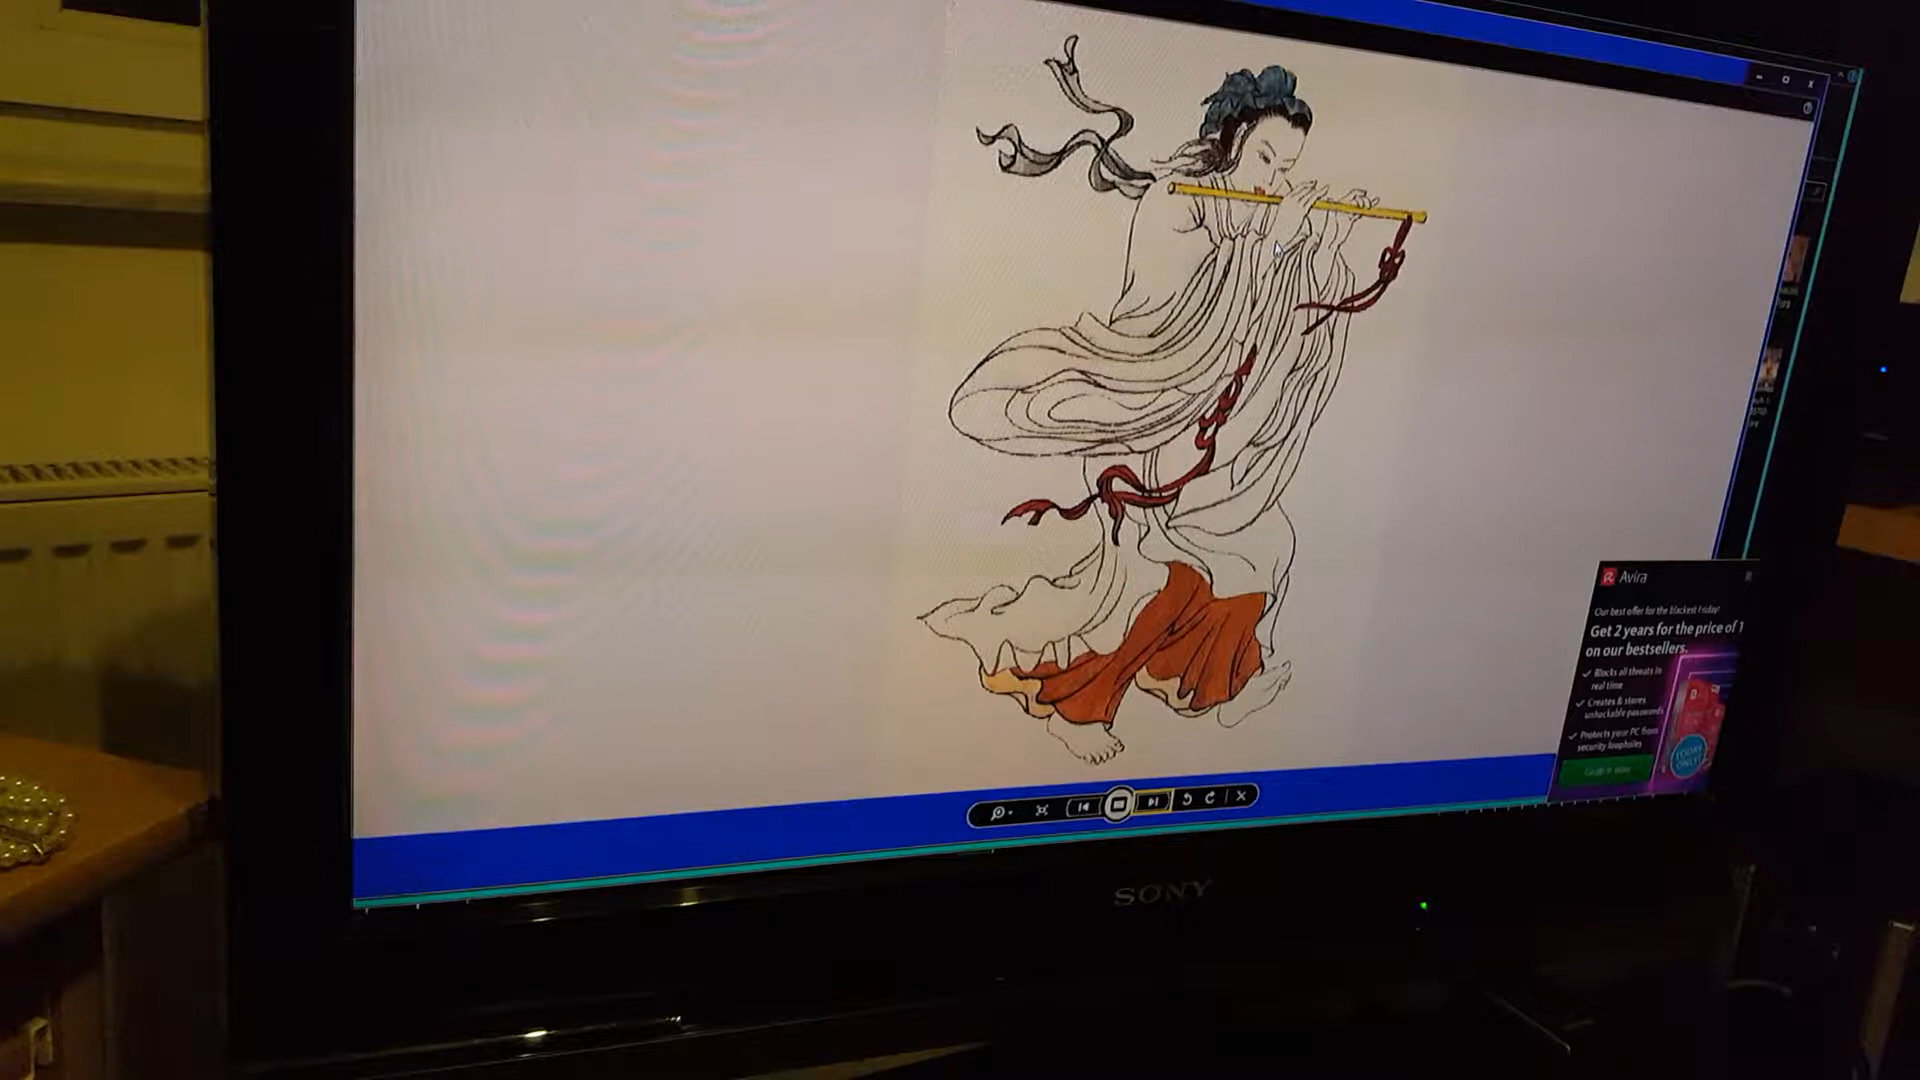 Avira
Our best offer for the blackest Friday!
Get 2 years for the price of 1
on our bestsellers.
Blocks all threats in
real time
Creates & stores
unhackable passwords
Protects your PC from
security loopholes
TODAY
ONLY!
SONY